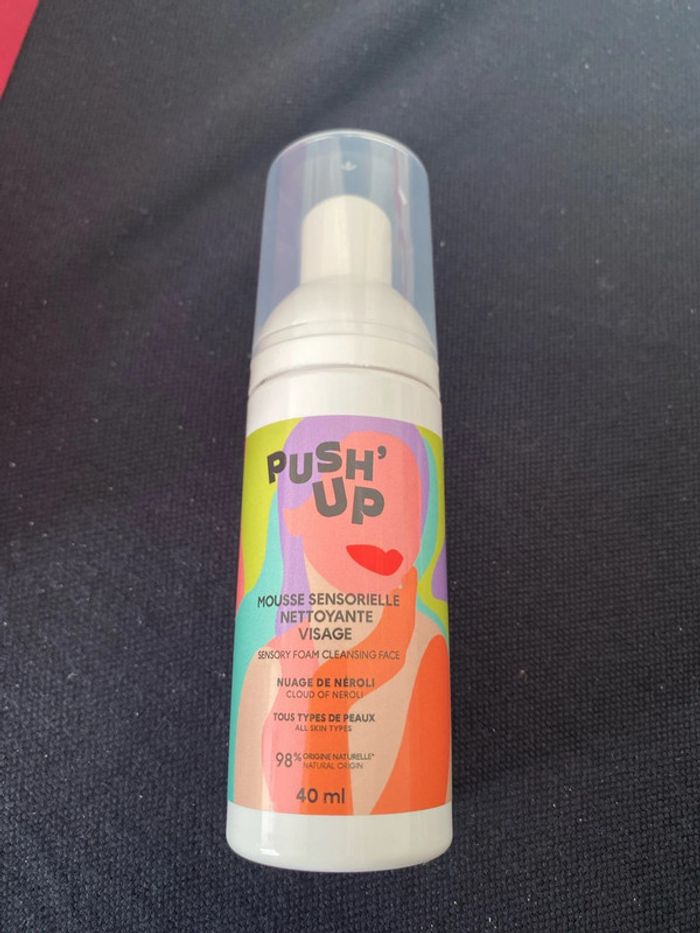 PUSH'
UP
MOUSSE SENSORIELLE
NETTOYANTE
VISAGE
SENSORY FOAM CLEANSING FACE
NUAGE DE NÉROLI
CLOUD OF NEROLI
TOUS TYPES DE PEAUX
ALL SKIN TYPES
98% ORIGINE NATURELLE*
NATURAL ORIGIN
40 ml